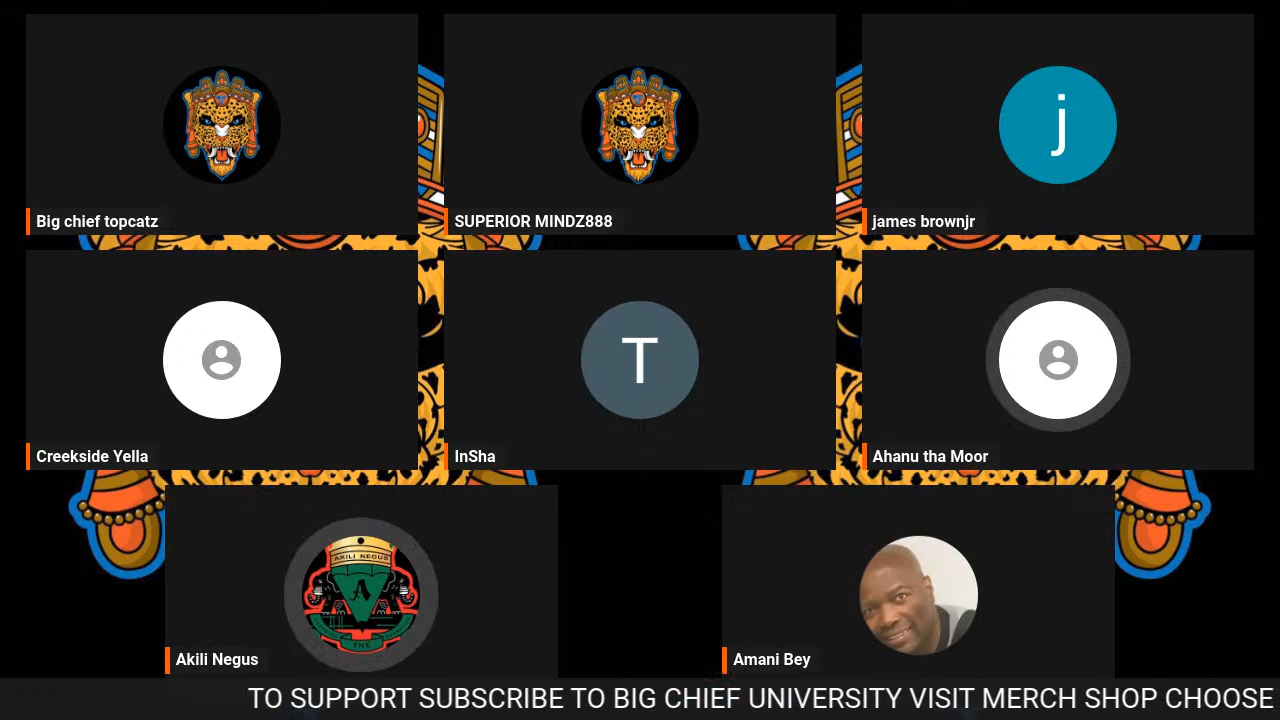 j
Big chief topcatz
SUPERIOR MINDZ888
james brownjr
T
Creekside Yella
InSha
Ahanu tha Moor
AKILI NEGUS
A
THE
Akili Negus
Amani Bey
TO SUPPORT SUBSCRIBE TO BIG CHIEF UNIVERSITY VISIT MERCH SHOP CHOOSE